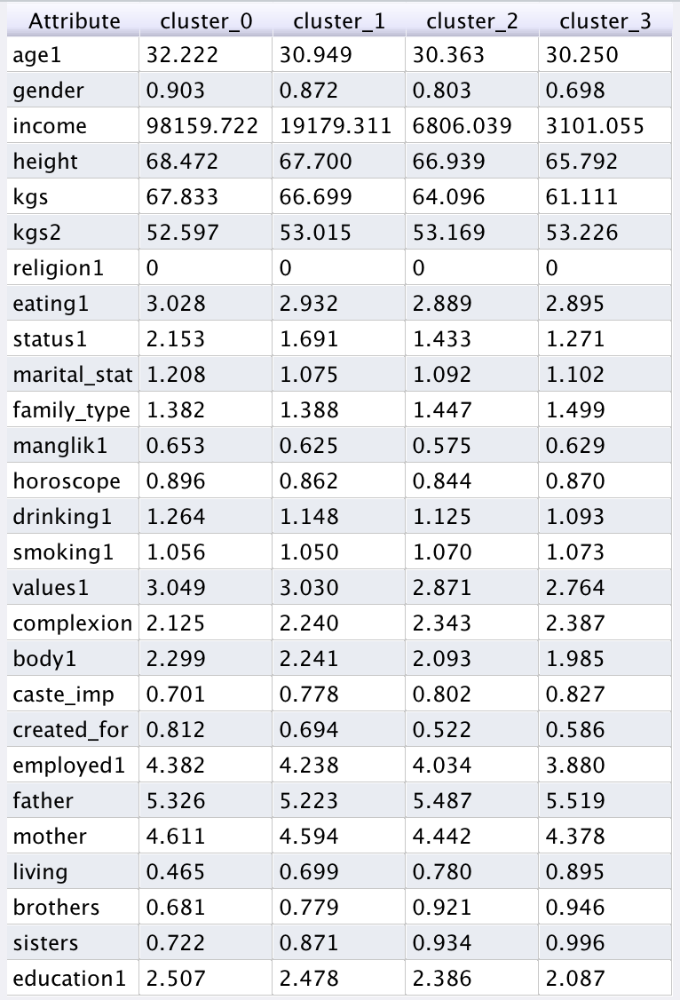 Attribute cluster_0 cluster_1 cluster_2 cluster_3
age1 32.222 30.949 30.363 30.250
gender 0.903 0.872 0.803 0.698
income 98159.722 19179.311 6806.039 3101.055
height 68.472 67.700 66.939 65.792
kgs 67.833 66.699 64.096 61.111
kgs2 52.597 53.015 53.169 53.226
religion1 0 0 0 0
eating1 3.028 2.932 2.889 2.895
status1 2.153 1.691 1.433 1.271
marital_stat 1.208 1.075 1.092 1.102
family_type 1.382 1.388 1.447 1.499
manglik1 0.653 0.625 0.575 0.629
horoscope 0.896 0.862 0.844 0.870
drinking1 1.264 1.148 1.125 1.093
smoking1 1.056 1.050 1.070 1.073
values1 3.049 3.030 2.871 2.764
complexion 2.125 2.240 2.343 2.387
body1 2.299 2.241 2.093 1.985
caste_imp 0.701 0.778 0.802 0.827
created_for 0.812 0.694 0.522 0.586
employed1 4.382 4.238 4.034 3.880
father 5.326 5.223 5.487 5.519
mother 4.611 4.594 4.442 4.378
living 0.465 0.699 0.780 0.895
brothers 0.681 0.779 0.921 0.946
sisters 0.722 0.871 0.934 0.996
education1 2.507 2.478 2.386 2.087